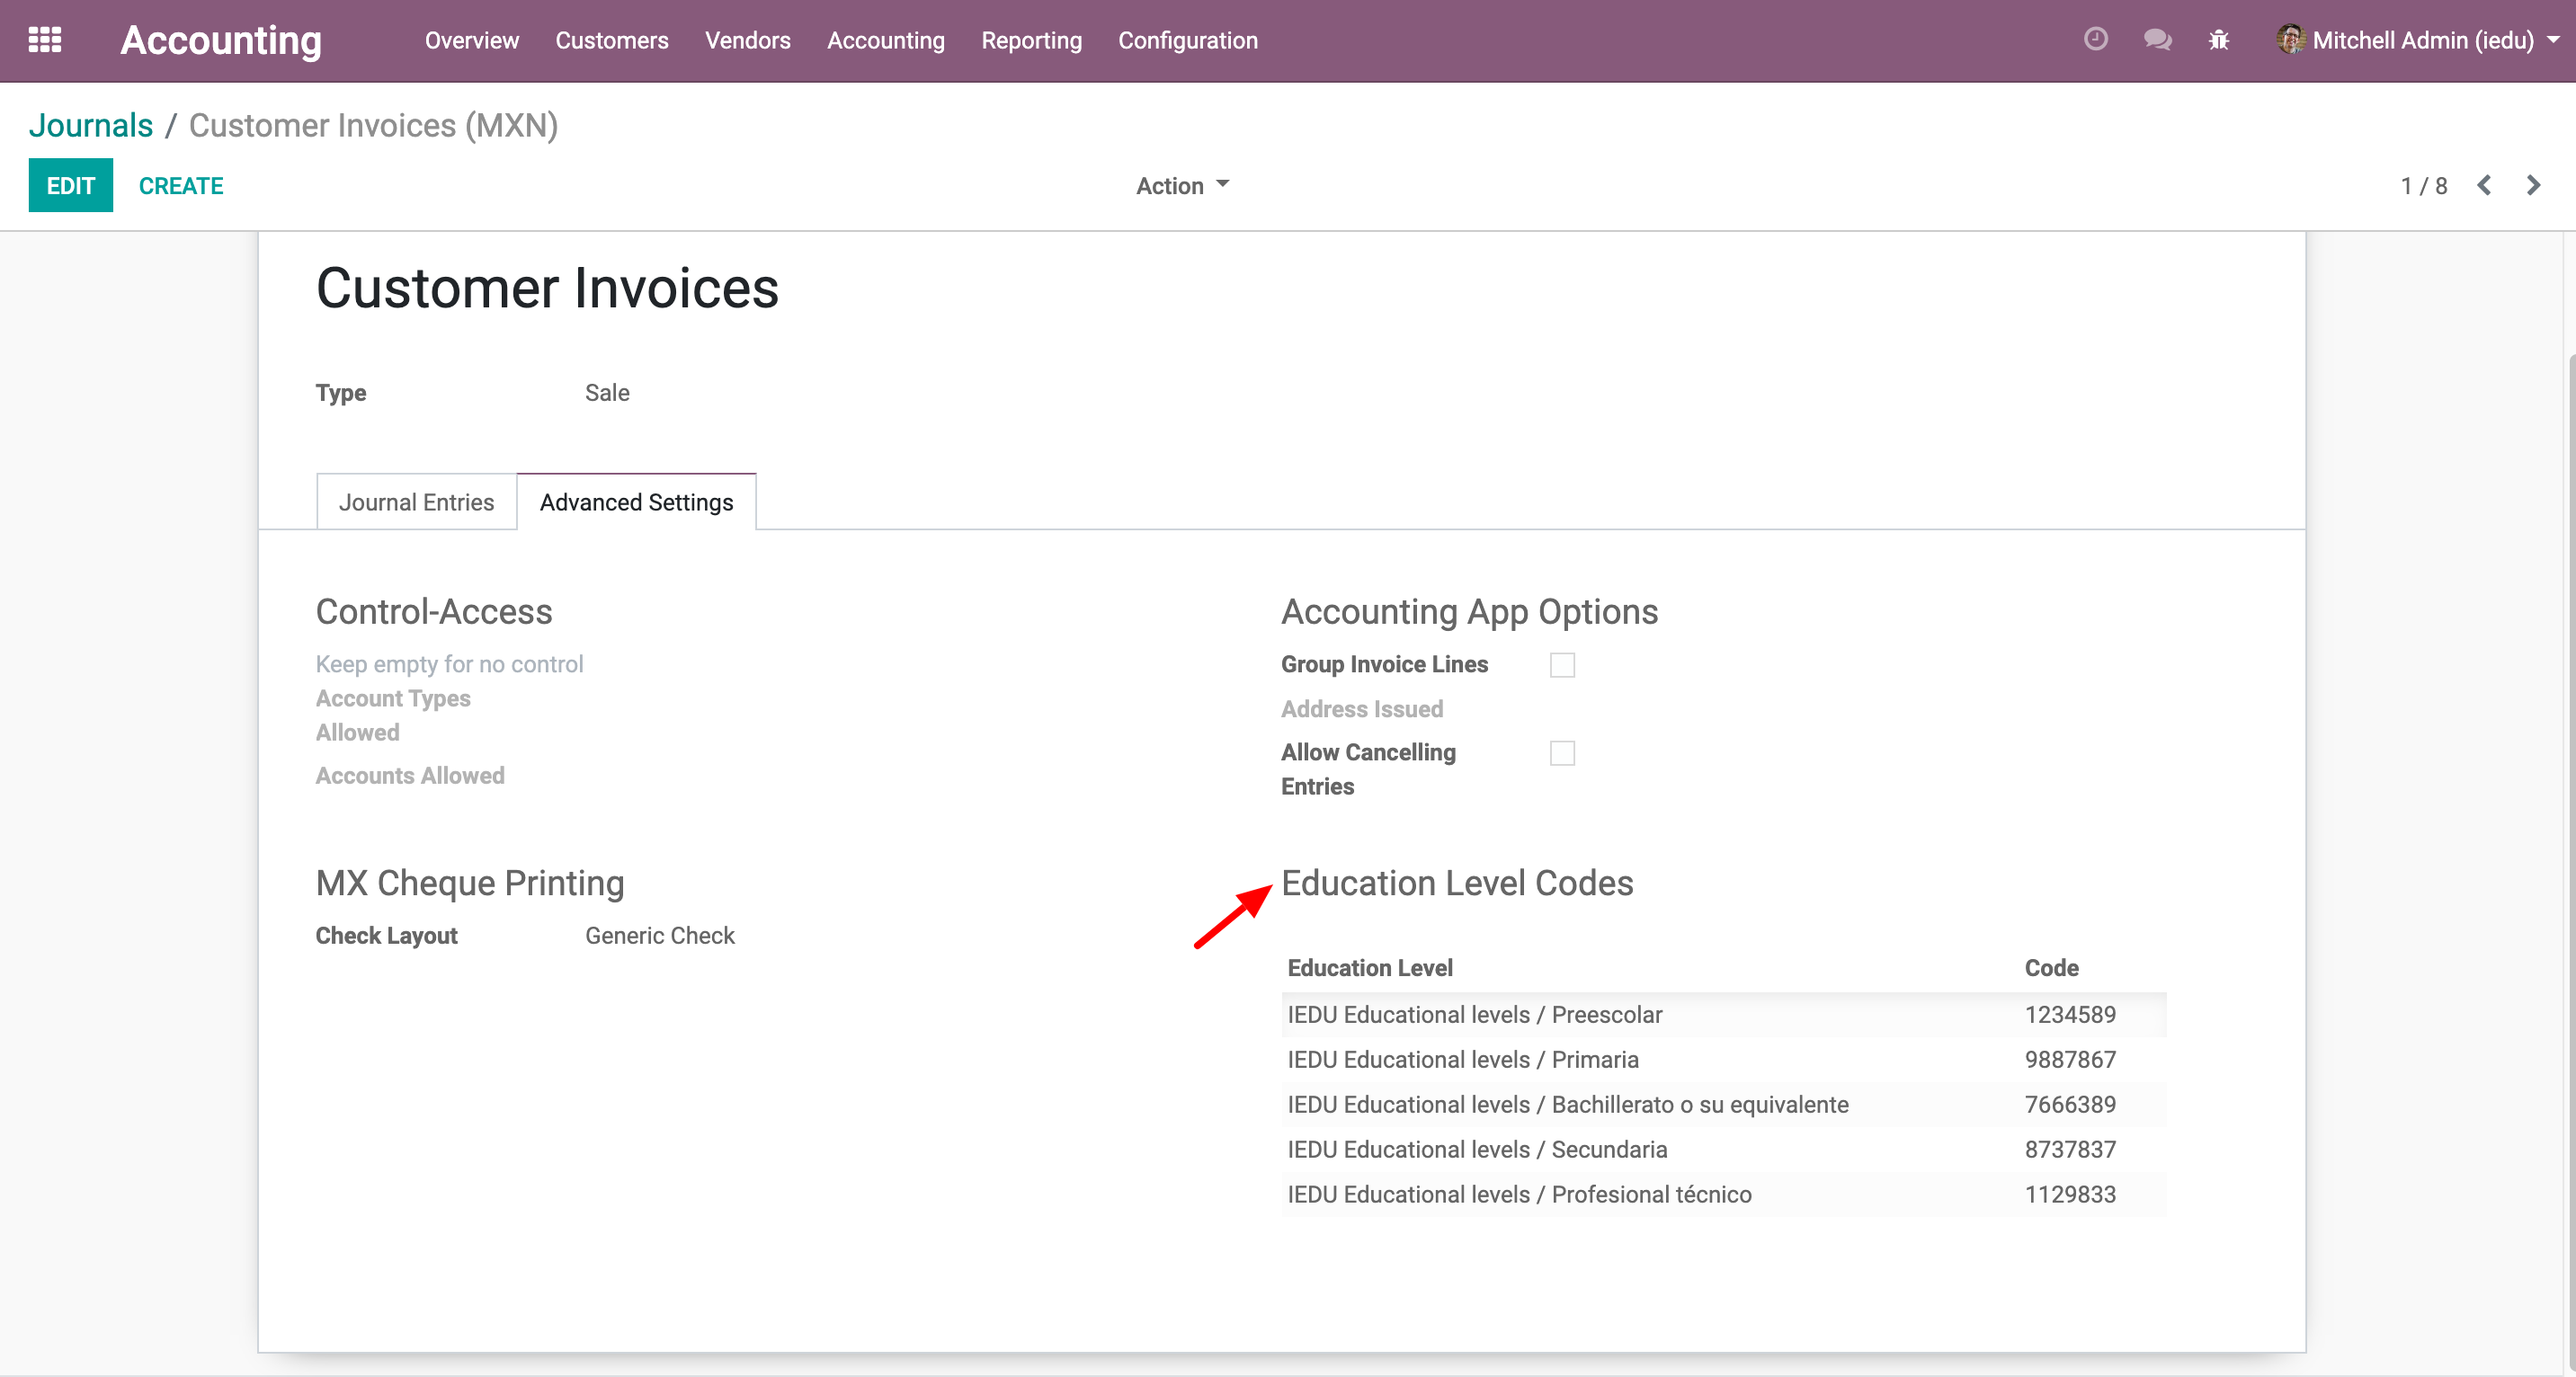 Accounting Overview Customers Vendors Accounting Reporting Configuration Mitchell Admin (iedu)
Journals / Customer Invoices (MXN)
EDIT CREATE Action 1 / 8
Customer Invoices
Type Sale
Journal Entries Advanced Settings
Control-Access
Keep empty for no control
Account Types
Allowed
Accounts Allowed
Accounting App Options
Group Invoice Lines
Address Issued
Allow Cancelling
Entries
MX Cheque Printing
Check Layout Generic Check
Education Level Codes
Education Level Code
IEDU Educational levels / Preescolar 1234589
IEDU Educational levels / Primaria 9887867
IEDU Educational levels / Bachillerato o su equivalente 7666389
IEDU Educational levels / Secundaria 8737837
IEDU Educational levels / Profesional técnico 1129833